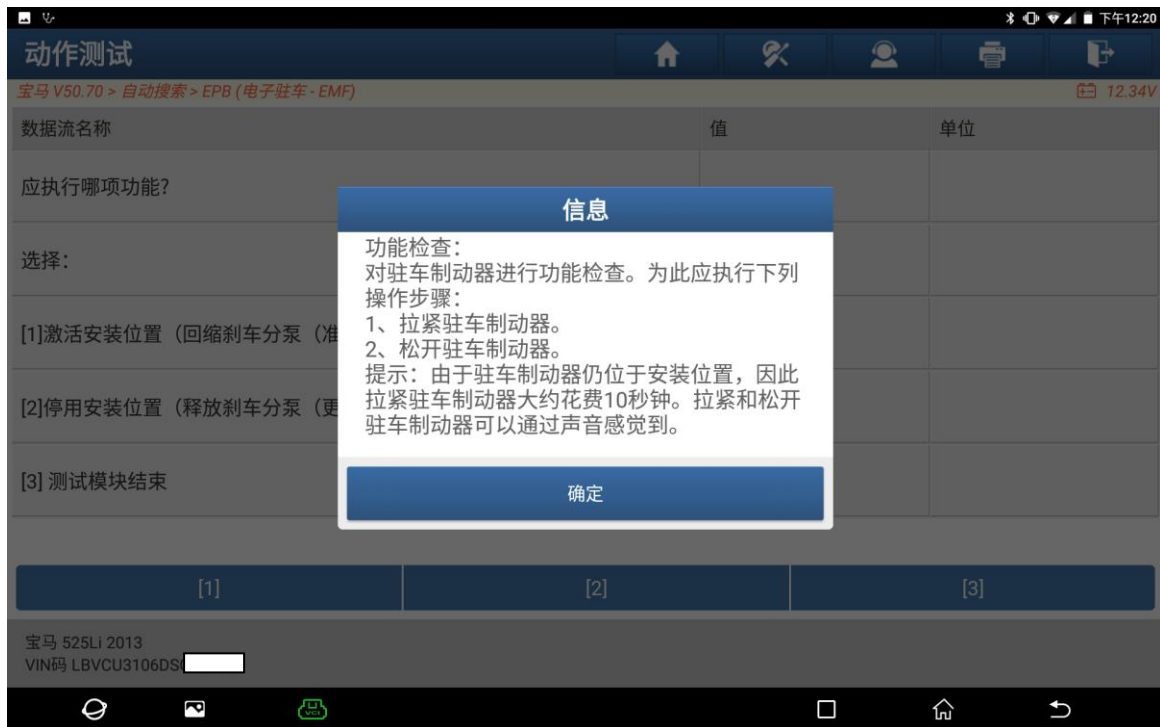 下午12:20
动作测试
宝马 V50.70 > 自动搜索 > EPB (电子驻车 - EMF)
12.34V
数据流名称
值
单位
应执行哪项功能?
选择：
[1]激活安装位置（回缩刹车分泵（准
[2]停用安装位置（释放刹车分泵（更
[3] 测试模块结束
信息
功能检查：
对驻车制动器进行功能检查。为此应执行下列
操作步骤：
1、拉紧驻车制动器。
2、松开驻车制动器。
提示：由于驻车制动器仍位于安装位置，因此
拉紧驻车制动器大约花费10秒钟。拉紧和松开
驻车制动器可以通过声音感觉到。
确定
[1]
[2]
[3]
宝马 525Li 2013
VIN码 LBVCU3106DS
VCI